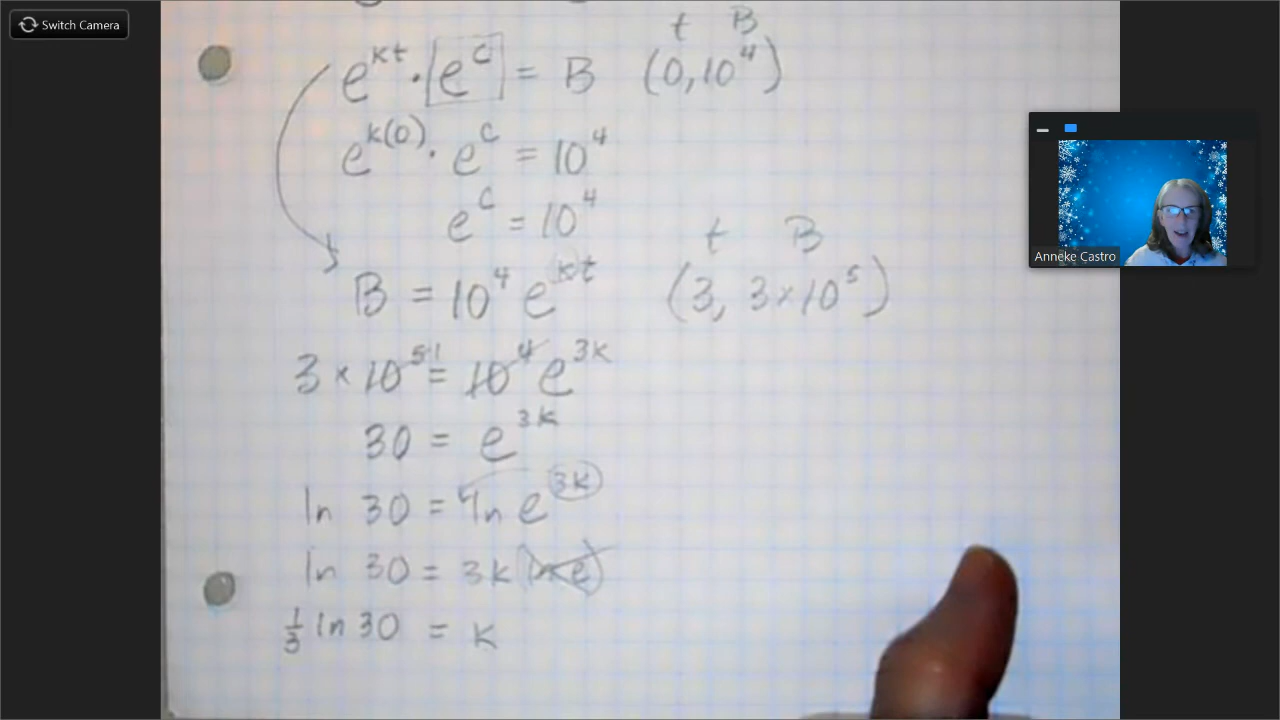 Switch Camera
t B
e^{kt} · e^{c} = B (0, 10^4)
e^{k(0)} · e^{c} = 10^4
e^{c} = 10^4
t B
B = 10^4 e^{kt} (3, 3×10^5)
3 × 10^{5 1} = 10^4 e^{3k}
30 = e^{3k}
ln 30 = ln e^{3k}
ln 30 = 3k ln e
1/3 ln 30 = k
Anneke Castro